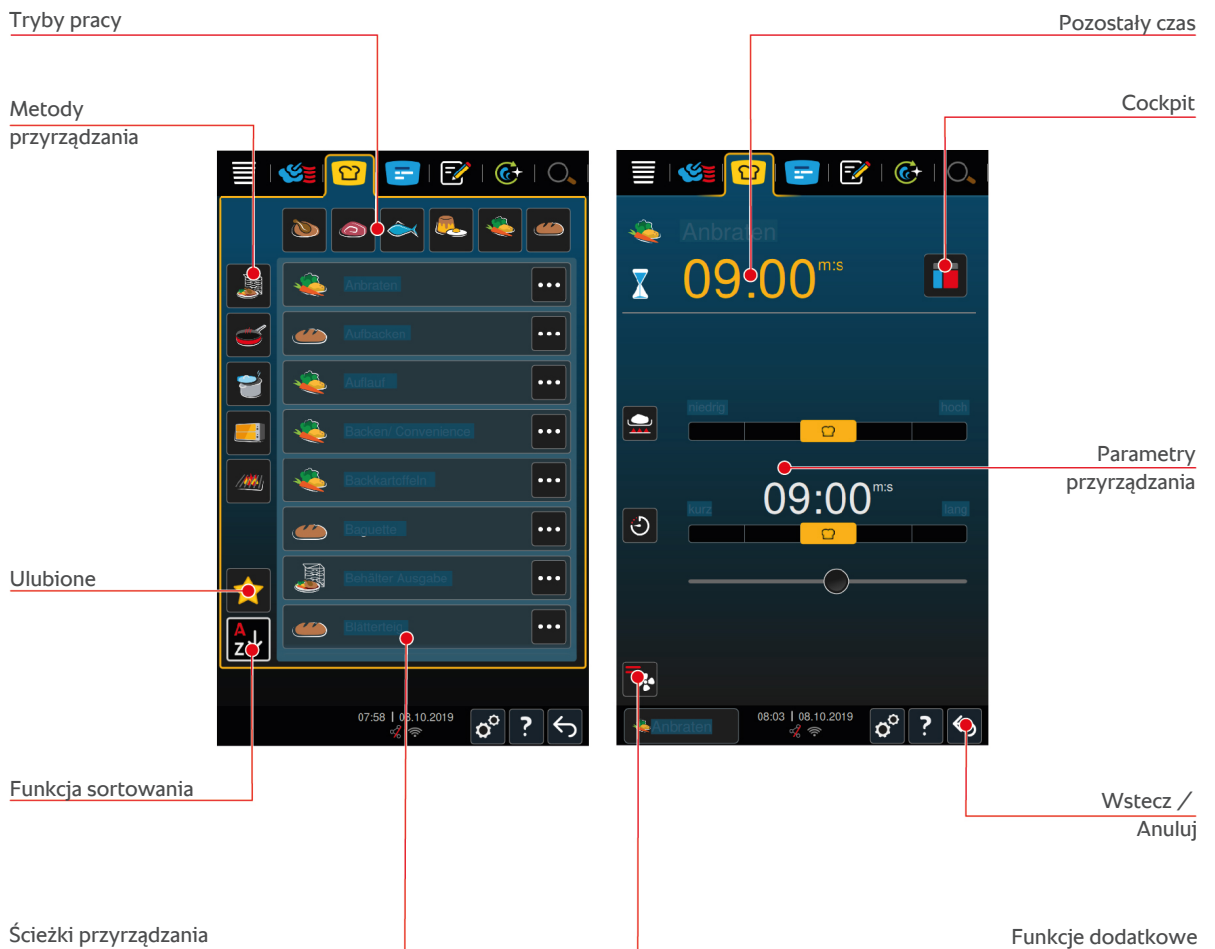 Tryby pracy
Pozostały czas
Metody
przyrządzania
Cockpit
Anbraten
Aufbacken
Auflauf
Backen/ Convenience
Backkartoffeln
Baguette
Behälter Ausgabe
Blätterteig
A
Z
07:58 | 08.10.2019
?
Anbraten
09:00 m:s
niedrig
hoch
09:00 m:s
kurz
lang
Anbraten
08:03 | 08.10.2019
?
Parametry
przyrządzania
Ulubione
Funkcja sortowania
Wstecz /
Anuluj
Ścieżki przyrządzania
Funkcje dodatkowe